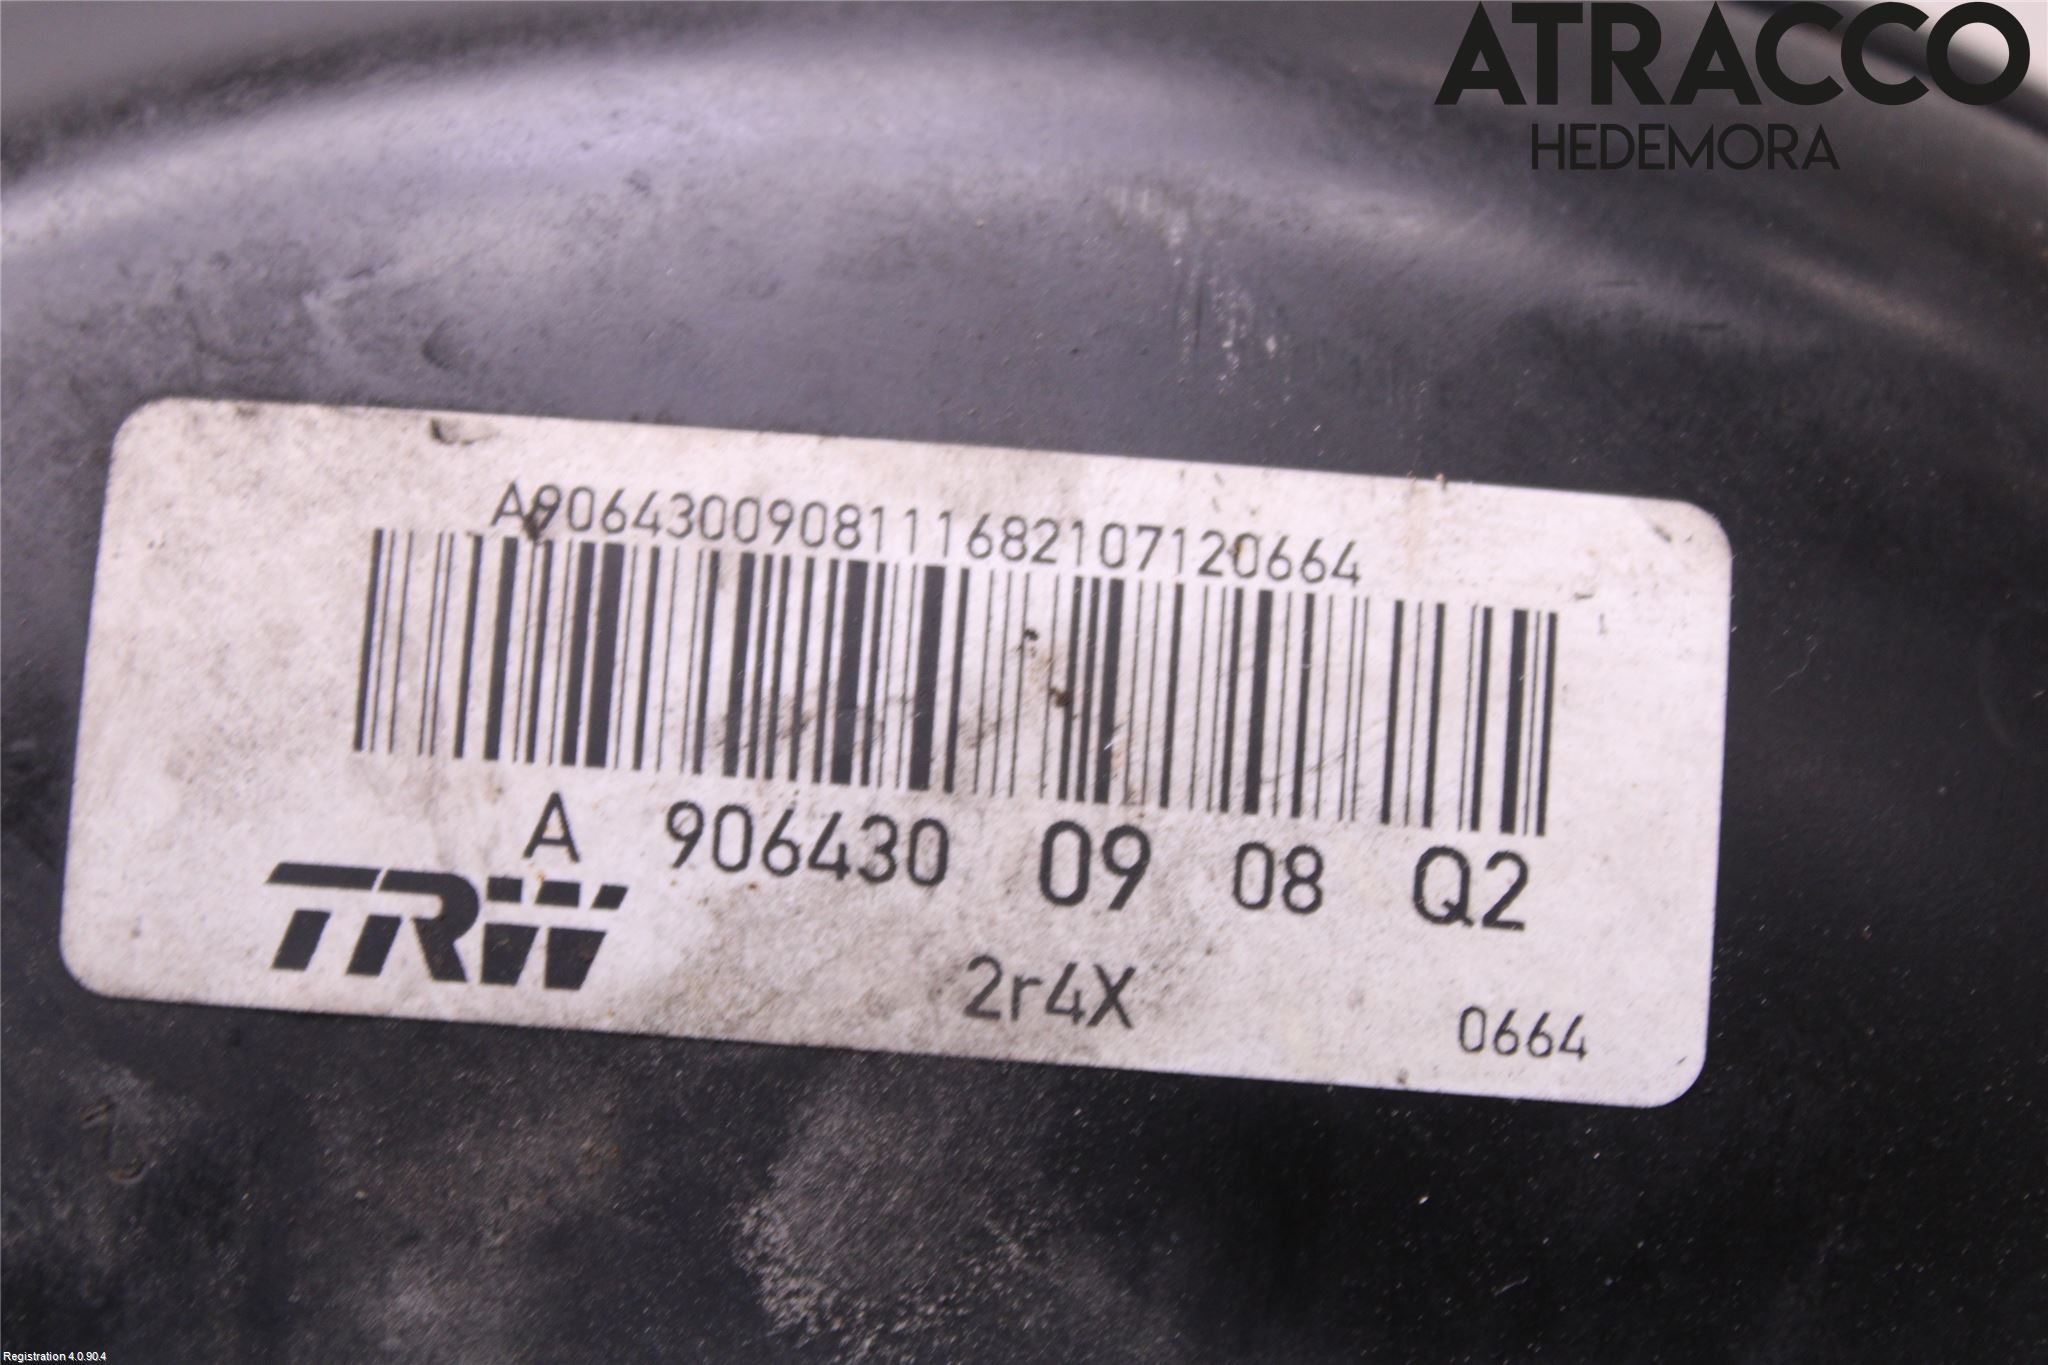 ATRACCO
HEDEMORA
A9064300908111682107120664
A 906430 09 08 Q2
TRW
2r4X
0664
Registration 4.0.90.4